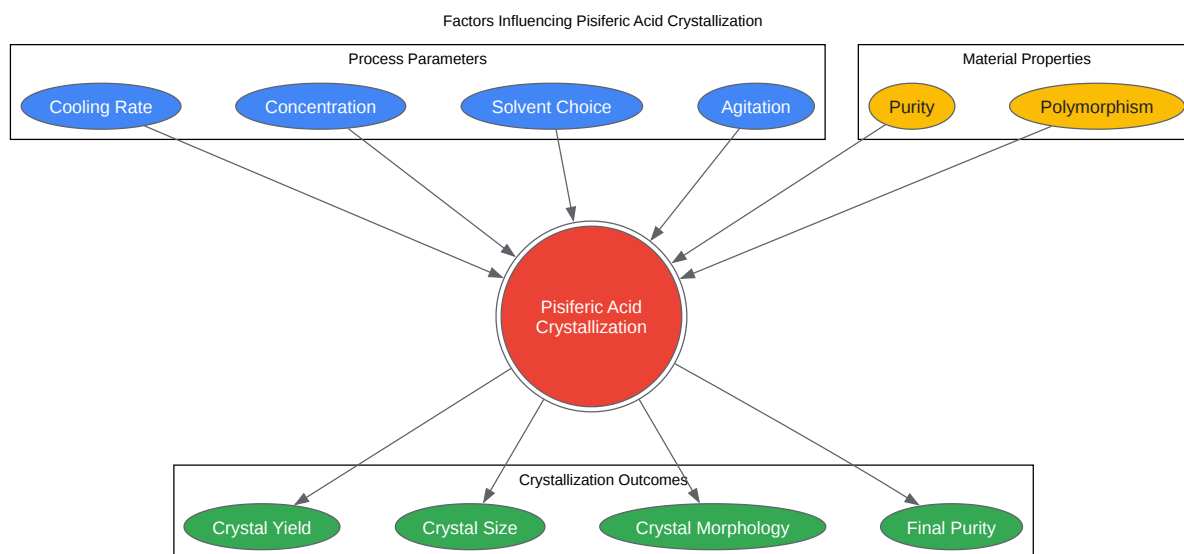 Factors Influencing Pisiferic Acid Crystallization
Process Parameters
Material Properties
Cooling Rate
Concentration
Solvent Choice
Agitation
Purity
Polymorphism
Pisiferic Acid
Crystallization
Crystallization Outcomes
Crystal Yield
Crystal Size
Crystal Morphology
Final Purity